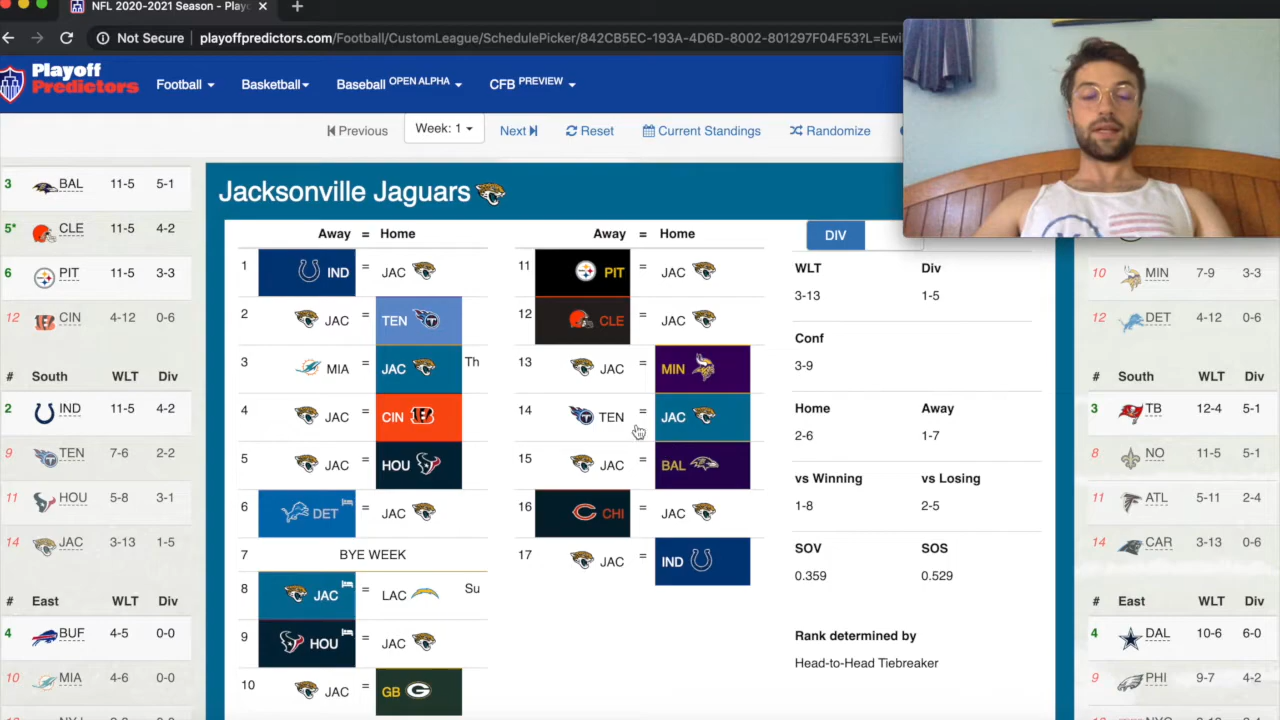 NFL 2020-2021 Season - Playo
Not Secure playoffpredictors.com/Football/CustomLeague/SchedulePicker/842CB5EC-193A-4D6D-8002-801297F04F53?L=Ewi
Playoff
Predictors
Football Basketball Baseball OPEN ALPHA CFB PREVIEW
Previous Week: 1 Next Reset Current Standings Randomize
3 BAL 11-5 5-1
5* CLE 11-5 4-2
6 PIT 11-5 3-3
12 CIN 4-12 0-6
# South WLT Div
2 IND 11-5 4-2
9 TEN 7-6 2-2
11 HOU 5-8 3-1
14 JAC 3-13 1-5
# East WLT Div
4 BUF 4-5 0-0
10 MIA 4-6 0-0
Jacksonville Jaguars
Away = Home
1 IND = JAC
2 JAC = TEN
3 MIA = JAC Th
4 JAC = CIN
5 JAC = HOU
6 DET = JAC
7 BYE WEEK
8 JAC = LAC Su
9 HOU = JAC
10 JAC = GB
Away = Home
11 PIT = JAC
12 CLE = JAC
13 JAC = MIN
14 TEN = JAC
15 JAC = BAL
16 CHI = JAC
17 JAC = IND
DIV
WLT Div
3-13 1-5
Conf
3-9
Home Away
2-6 1-7
vs Winning vs Losing
1-8 2-5
SOV SOS
0.359 0.529
Rank determined by
Head-to-Head Tiebreaker
10 MIN 7-9 3-3
12 DET 4-12 0-6
# South WLT Div
3 TB 12-4 5-1
8 NO 11-5 5-1
11 ATL 5-11 2-4
14 CAR 3-13 0-6
# East WLT Div
4 DAL 10-6 6-0
9 PHI 9-7 4-2